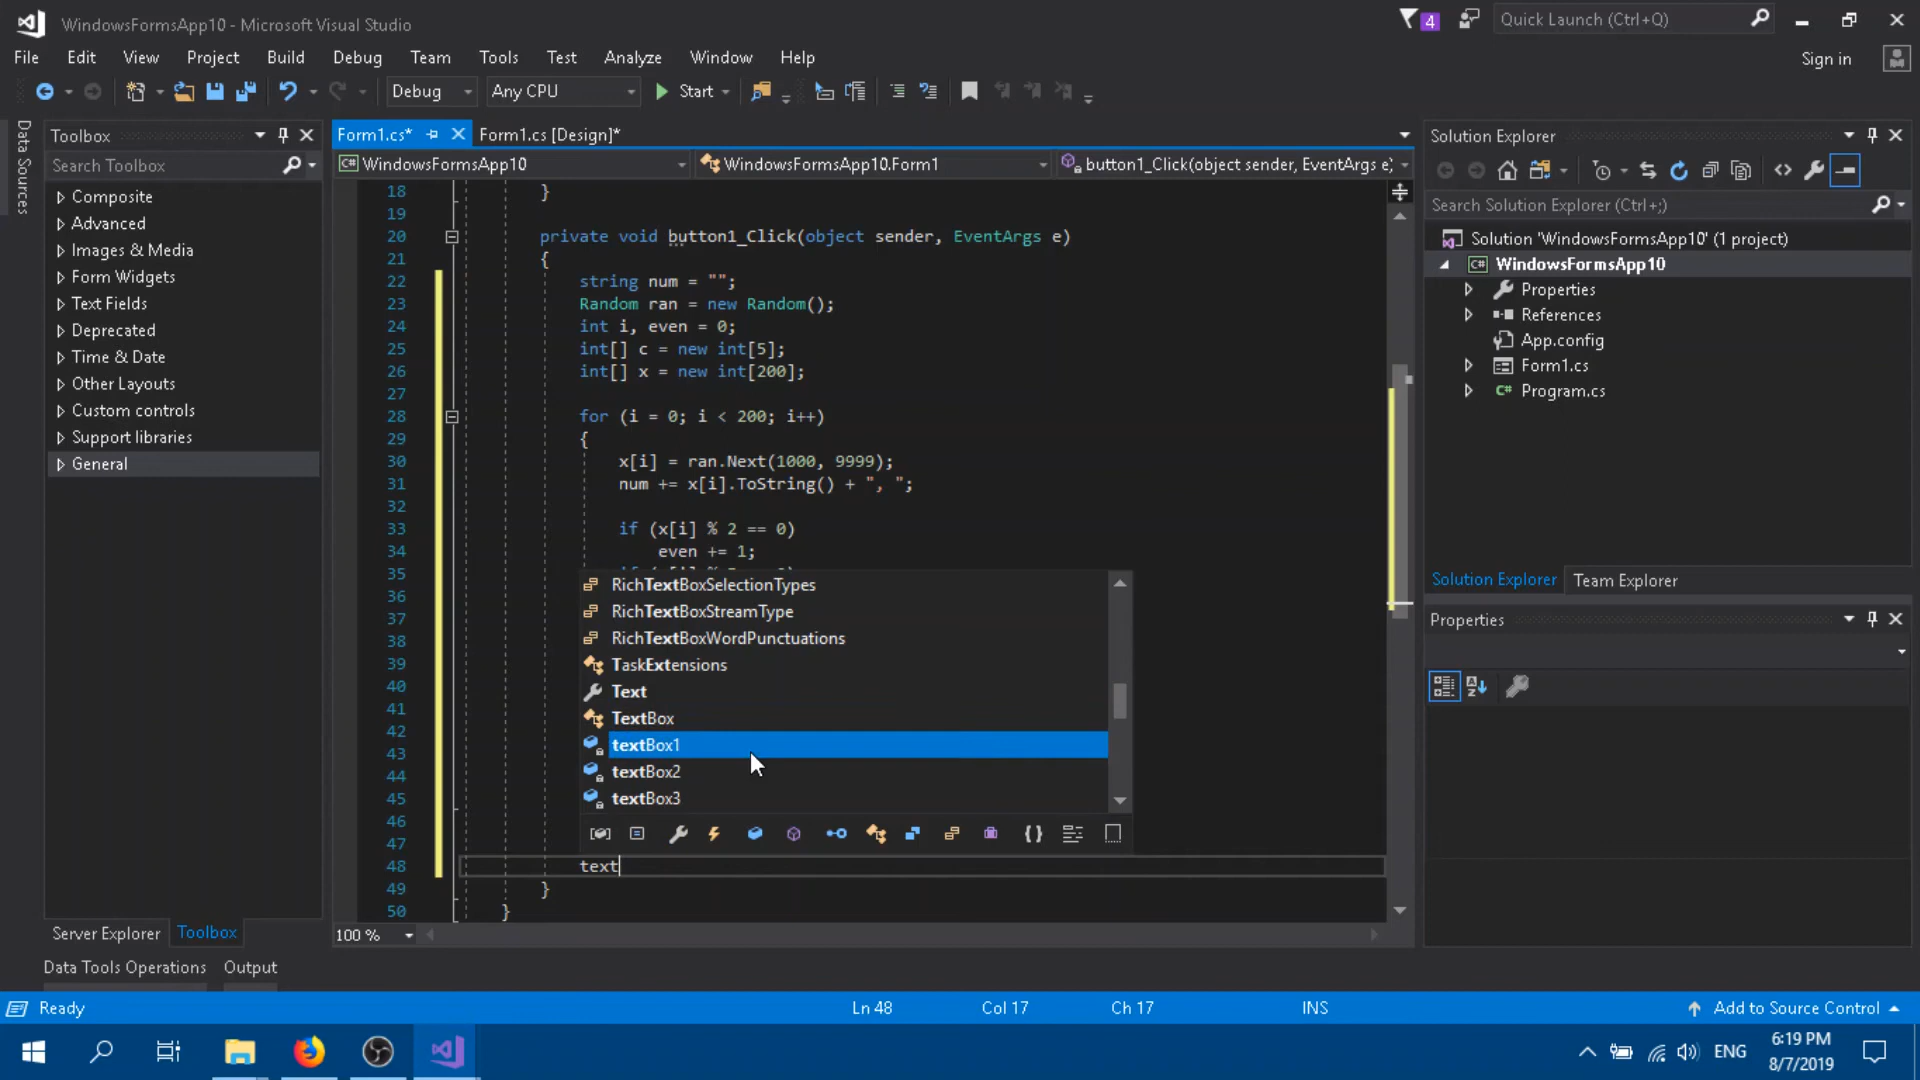 WindowsFormsApp10 - Microsoft Visual Studio
4
Quick Launch (Ctrl+Q)
File Edit View Project Build Debug Team Tools Test Analyze Window Help
Sign in
Debug Any CPU Start
Data Sources
Toolbox
Form1.cs* Form1.cs [Design]*
Solution Explorer
Search Toolbox
C# WindowsFormsApp10 WindowsFormsApp10.Form1 button1_Click(object sender, EventArgs e)
Composite
Advanced
Images & Media
Form Widgets
Text Fields
Deprecated
Time & Date
Other Layouts
Custom controls
Support libraries
General
18 }
19
20 private void button1_Click(object sender, EventArgs e)
21 {
22 string num = "";
23 Random ran = new Random();
24 int i, even = 0;
25 int[] c = new int[5];
26 int[] x = new int[200];
27
28 for (i = 0; i < 200; i++)
29 {
30 x[i] = ran.Next(1000, 9999);
31 num += x[i].ToString() + ", ";
32
33 if (x[i] % 2 == 0)
34 even += 1;
35
36
37
38
39
40
41
42
43
44
45
46
47
48 text
49 }
50 }
RichTextBoxSelectionTypes
RichTextBoxStreamType
RichTextBoxWordPunctuations
TaskExtensions
Text
TextBox
textBox1
textBox2
textBox3
{ }
100 %
Search Solution Explorer (Ctrl+;)
Solution 'WindowsFormsApp10' (1 project)
C# WindowsFormsApp10
Properties
References
App.config
Form1.cs
C# Program.cs
Solution Explorer Team Explorer
Properties
Server Explorer Toolbox
Data Tools Operations Output
Ready Ln 48 Col 17 Ch 17 INS Add to Source Control
ENG
6:19 PM
8/7/2019